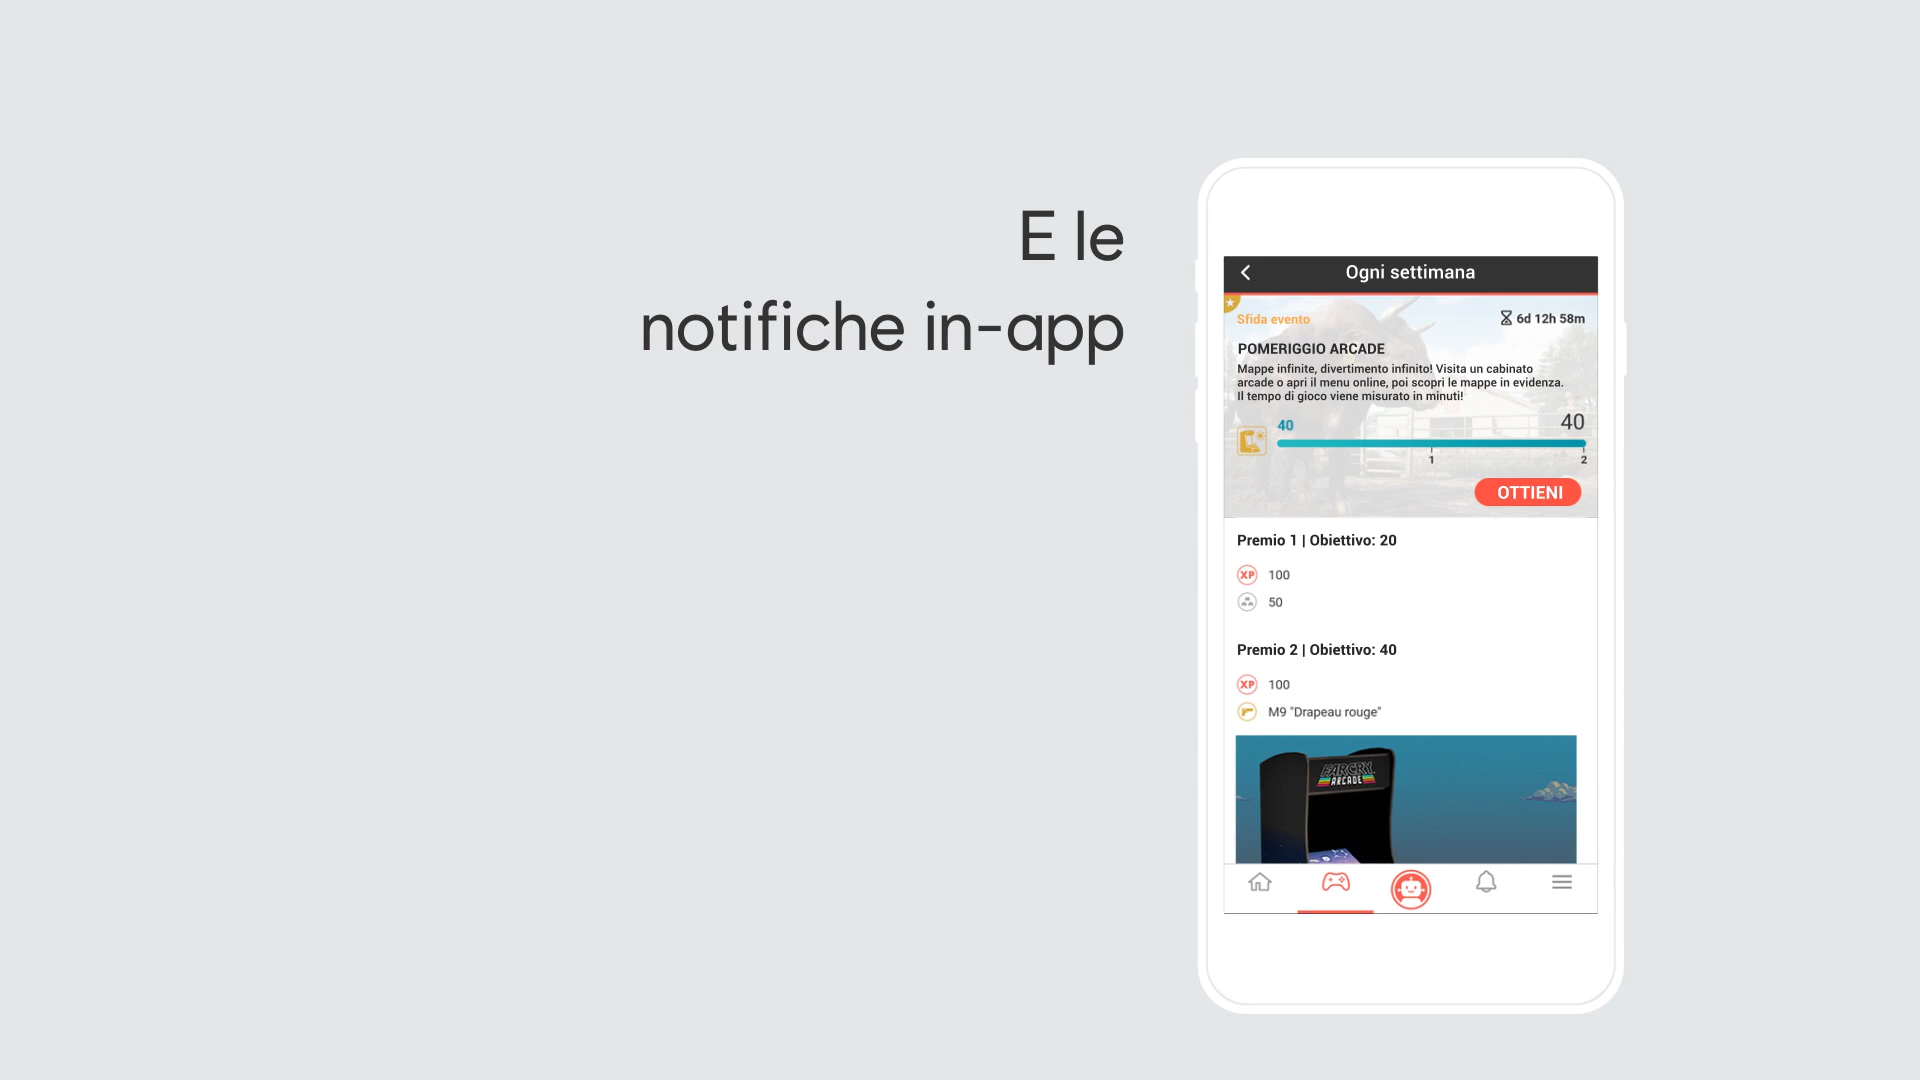 E le
notifiche in-app
Ogni settimana
Sfida evento
6d 12h 58m
POMERIGGIO ARCADE
Mappe infinite, divertimento infinito! Visita un cabinato
arcade o apri il menu online, poi scopri le mappe in evidenza.
Il tempo di gioco viene misurato in minuti!
40
40
1
2
OTTIENI
Premio 1 | Obiettivo: 20
XP 100
50
Premio 2 | Obiettivo: 40
XP 100
M9 "Drapeau rouge"
FARCRY
ARCADE